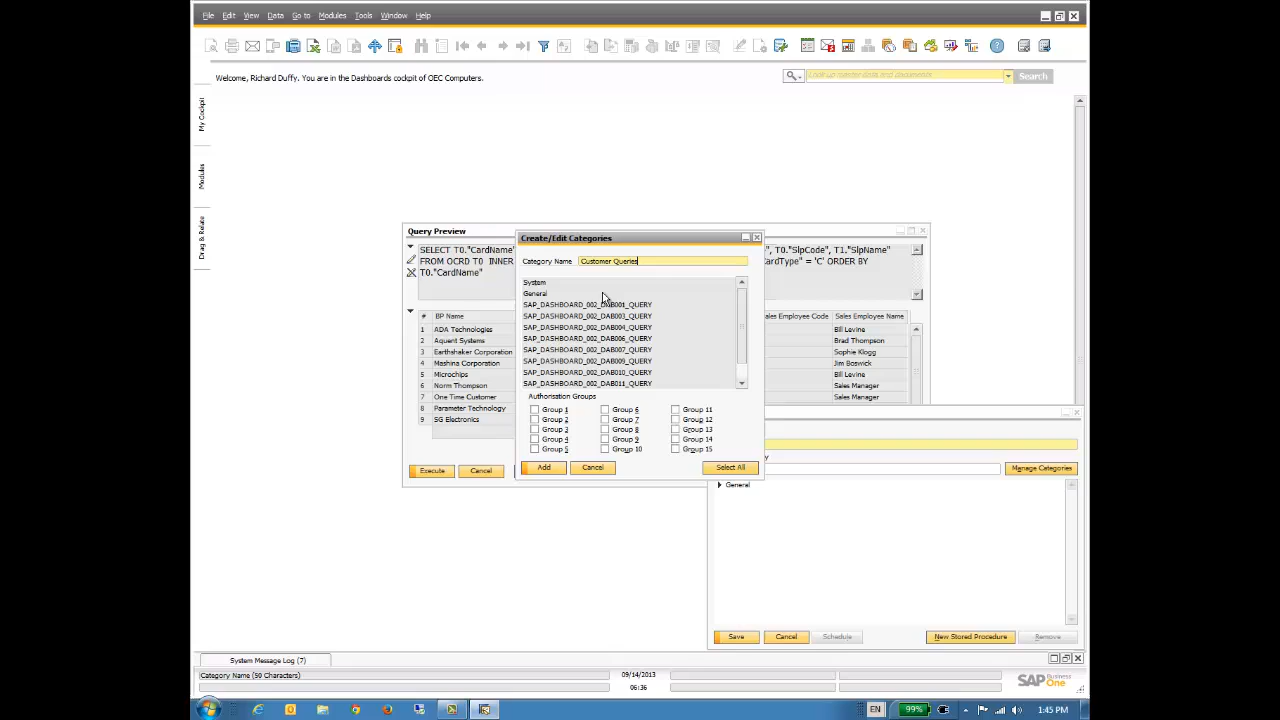 File Edit View Data Go to Modules Tools Window Help
Welcome, Richard Duffy. You are in the Dashboards cockpit of OEC Computers.
Look up master data and documents
Search
My Cockpit
Modules
Drag & Relate
Query Preview
SELECT T0."CardName"
", T0."SlpCode", T1."SlpName"
FROM OCRD T0 INNER
CardType" = 'C' ORDER BY
T0."CardName"
# BP Name
ales Employee Code Sales Employee Name
1 ADA Technologies Bill Levine
2 Aquent Systems Brad Thompson
3 Earthshaker Corporation Sophie Klogg
4 Mashina Corporation Jim Boswick
5 Microchips Bill Levine
6 Norm Thompson Sales Manager
7 One Time Customer Sales Manager
8 Parameter Technology
9 SG Electronics
Execute Cancel
Create/Edit Categories
Category Name Customer Queries
System
General
SAP_DASHBOARD_002_DAB001_QUERY
SAP_DASHBOARD_002_DAB003_QUERY
SAP_DASHBOARD_002_DAB004_QUERY
SAP_DASHBOARD_002_DAB006_QUERY
SAP_DASHBOARD_002_DAB007_QUERY
SAP_DASHBOARD_002_DAB009_QUERY
SAP_DASHBOARD_002_DAB010_QUERY
SAP_DASHBOARD_002_DAB011_QUERY
Authorisation Groups
Group 1 Group 6 Group 11
Group 2 Group 7 Group 12
Group 3 Group 8 Group 13
Group 4 Group 9 Group 14
Group 5 Group 10 Group 15
Add Cancel Select All
y
Manage Categories
General
Save Cancel Schedule New Stored Procedure Remove
System Message Log (7)
Category Name (50 Characters)
09/14/2013
06:36
SAP Business One
EN 99% 1:45 PM